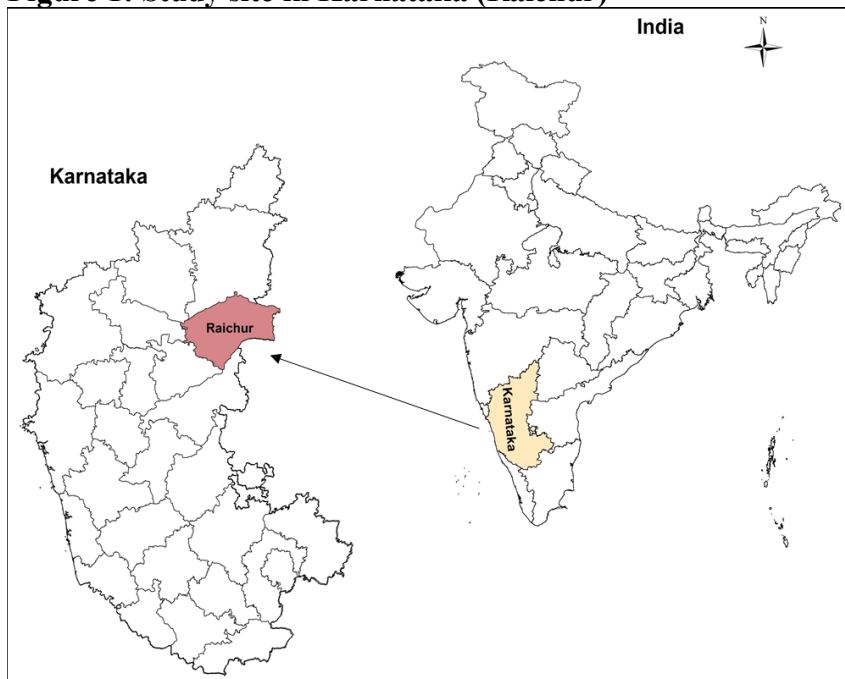 Figure 1: Study site in Karnataka (Raichur)
India
N
Karnataka
Raichur
Karnataka